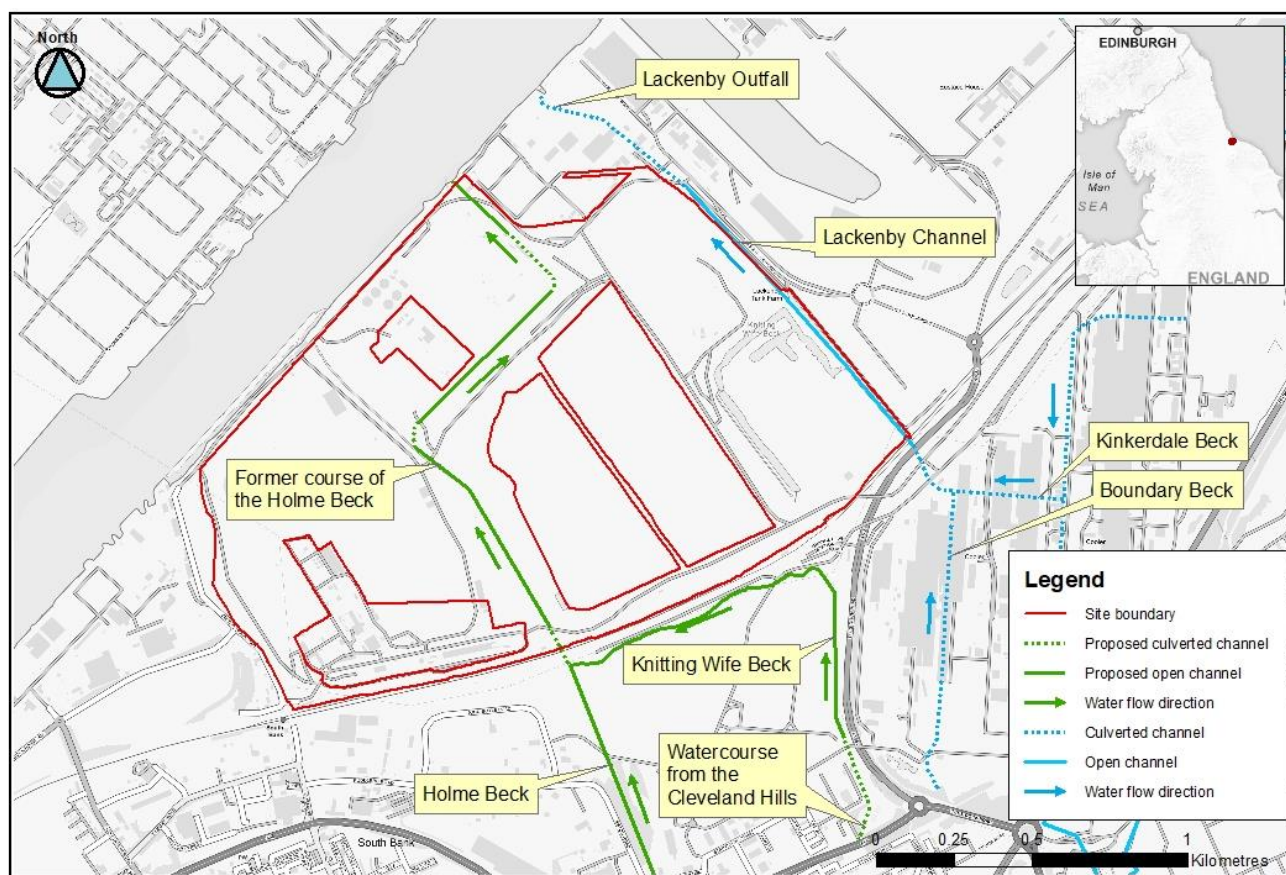 North
EDINBURGH
Isle of
Man
SEA
ENGLAND
Lackenby Outfall
Lackenby Channel
Kinkerdale Beck
Boundary Beck
Former course of
the Holme Beck
Knitting Wife Beck
Watercourse
from the
Cleveland Hills
Holme Beck
South Bank
South
Bank
Cooler
Legend
Site boundary
Proposed culverted channel
Proposed open channel
Water flow direction
Culverted channel
Open channel
Water flow direction
0 0.25 0.5 1
Kilometres